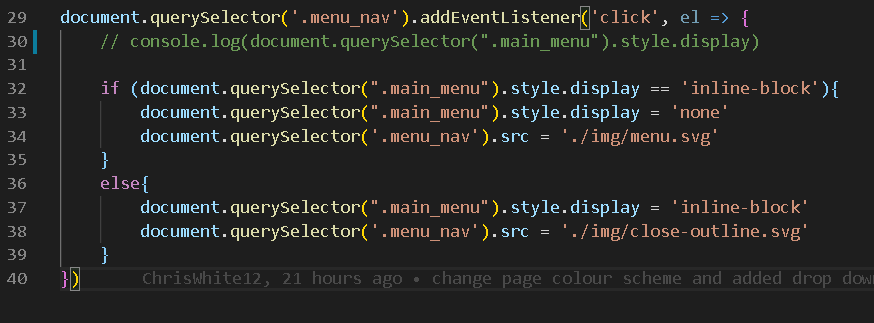 29 document.querySelector('.menu_nav').addEventListener('click', el => {
30 // console.log(document.querySelector(".main_menu").style.display)
31
32 if (document.querySelector(".main_menu").style.display == 'inline-block'){
33 document.querySelector(".main_menu").style.display = 'none'
34 document.querySelector('.menu_nav').src = './img/menu.svg'
35 }
36 else{
37 document.querySelector(".main_menu").style.display = 'inline-block'
38 document.querySelector('.menu_nav').src = './img/close-outline.svg'
39 }
40 }) ChrisWhite12, 21 hours ago • change page colour scheme and added drop dow